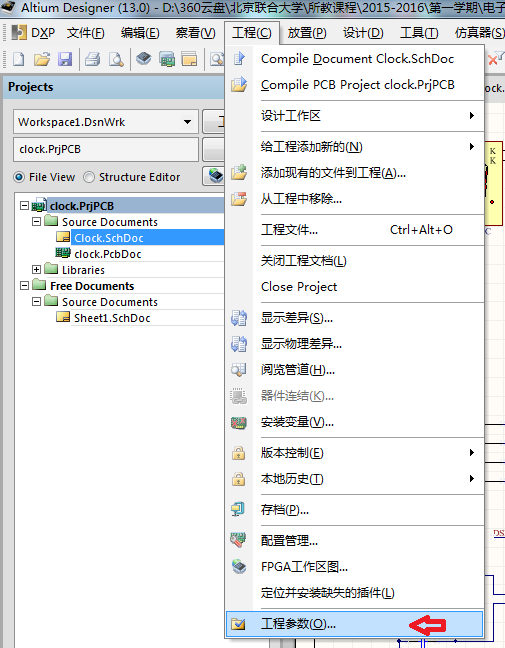 Altium Designer (13.0) - D:\360云盘\北京联合大学\所教课程\2015-2016\第一学期\电子
DXP 文件(F) 编辑(E) 察看(V) 工程(C) 放置(P) 设计(D) 工具(T) 仿真器(S)
Projects
Workspace1.DsnWrk
clock.PrjPCB
File View Structure Editor
clock.PrjPCB
Source Documents
Clock.SchDoc
clock.PcbDoc
Libraries
Free Documents
Source Documents
Sheet1.SchDoc
Compile Document Clock.SchDoc
Compile PCB Project clock.PrjPCB
设计工作区
给工程添加新的(N)
添加现有的文件到工程(A)...
从工程中移除...
工程文件... Ctrl+Alt+O
关闭工程文档(L)
Close Project
显示差异(S)...
显示物理差异...
阅览管道(H)...
器件连结(K)...
安装变量(V)...
版本控制(E)
本地历史(T)
存档(P)...
配置管理...
FPGA工作区图...
定位并安装缺失的插件(L)
工程参数(O)...
ock.
K
K
C
DS